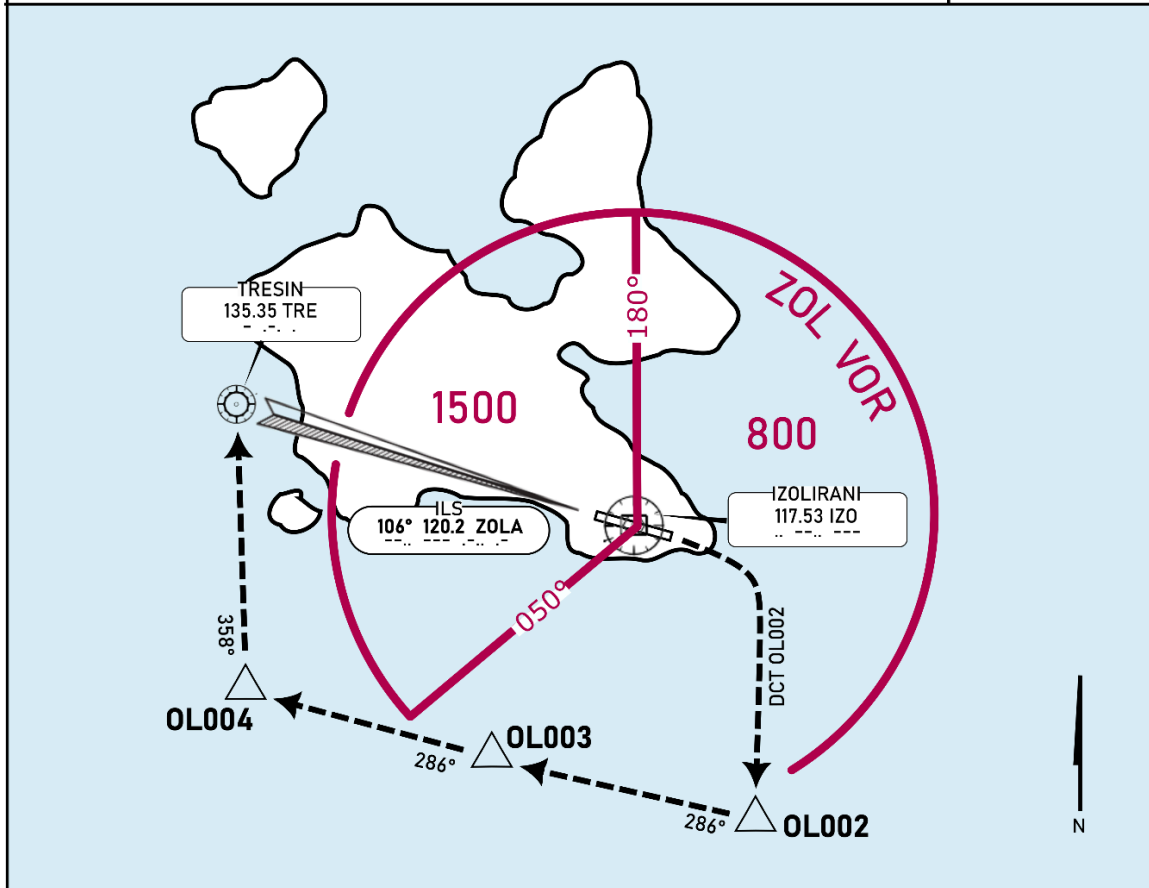 TRESIN
135.35 TRE
- .-. .
180°
ZOL VOR
1500
800
ILS
106° 120.2 ZOLA
--.. --- .-.. .-
IZOLIRANI
117.53 IZO
.. --.. ---
050°
358°
DCT OL002
OL004
OL003
286°
286°
OL002
N